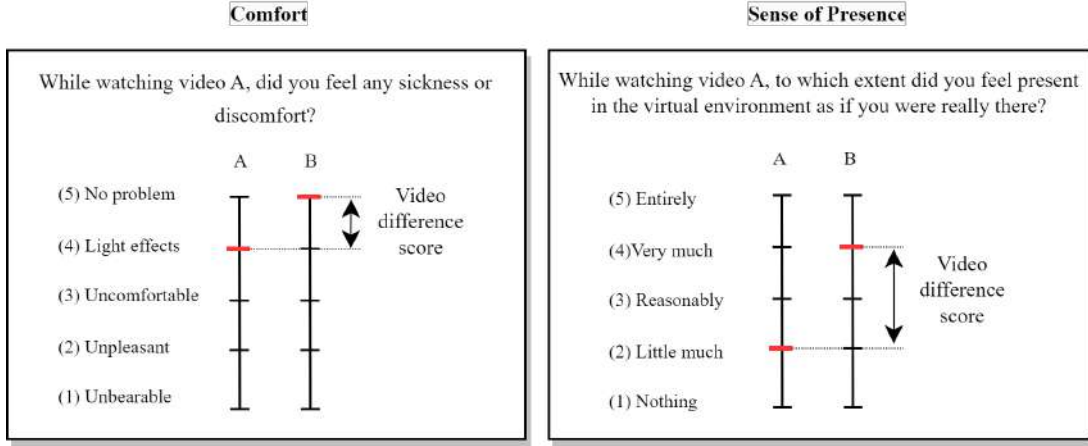 Comfort
While watching video A, did you feel any sickness or
discomfort?
A B
(5) No problem
(4) Light effects
(3) Uncomfortable
(2) Unpleasant
(1) Unbearable
Video
difference
score
Sense of Presence
While watching video A, to which extent did you feel present
in the virtual environment as if you were really there?
A B
(5) Entirely
(4)Very much
(3) Reasonably
(2) Little much
(1) Nothing
Video
difference
score